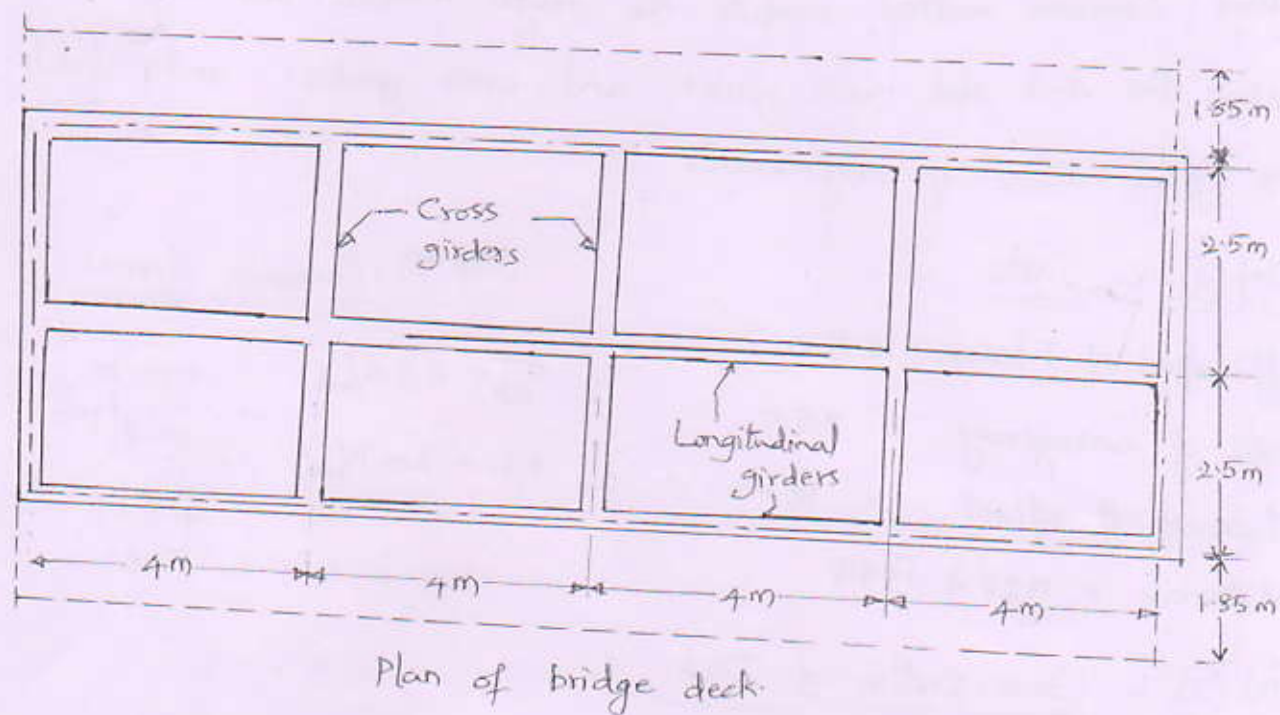 1.85m
Cross
girders
2.5m
Longitudinal
girders
2.5m
4m
4m
4m
4m
1.85m
Plan of bridge deck.